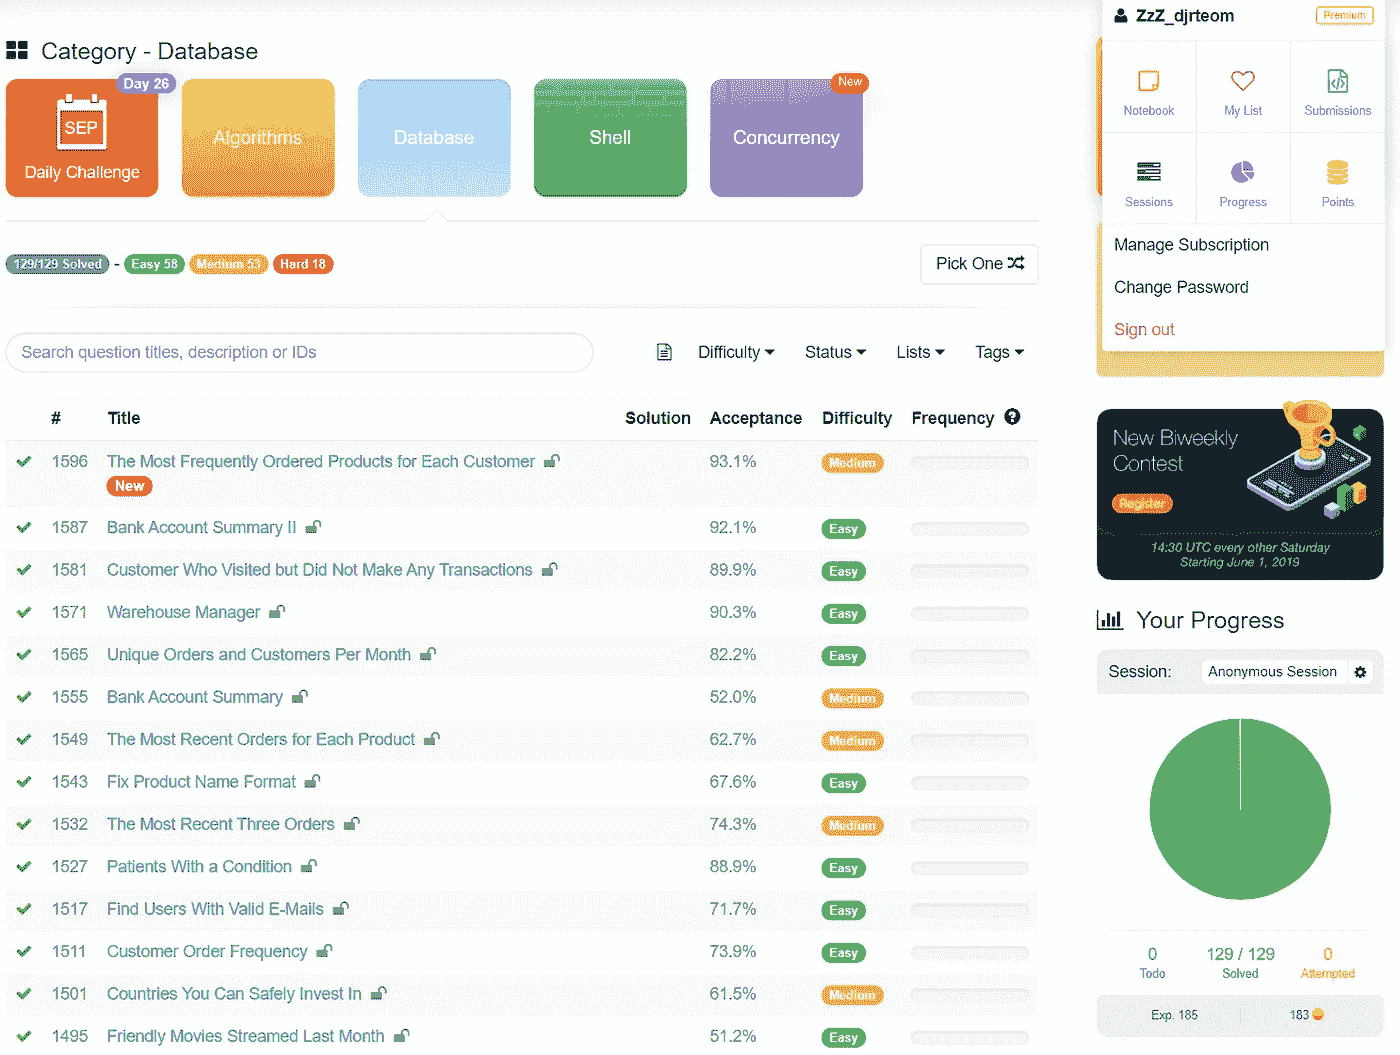 ZzZ_djrteom Premium
Category - Database
Day 26
SEP
Daily Challenge
Algorithms
Database
Shell
New
Concurrency
Notebook My List Submissions
Sessions Progress Points
Manage Subscription
Change Password
Sign out
129/129 Solved - Easy 58 Medium 53 Hard 18
Pick One
Search question titles, description or IDs
Difficulty Status Lists Tags
# Title Solution Acceptance Difficulty Frequency ?
1596 The Most Frequently Ordered Products for Each Customer 93.1% Medium
New
1587 Bank Account Summary II 92.1% Easy
1581 Customer Who Visited but Did Not Make Any Transactions 89.9% Easy
1571 Warehouse Manager 90.3% Easy
1565 Unique Orders and Customers Per Month 82.2% Easy
1555 Bank Account Summary 52.0% Medium
1549 The Most Recent Orders for Each Product 62.7% Medium
1543 Fix Product Name Format 67.6% Easy
1532 The Most Recent Three Orders 74.3% Medium
1527 Patients With a Condition 88.9% Easy
1517 Find Users With Valid E-Mails 71.7% Easy
1511 Customer Order Frequency 73.9% Easy
1501 Countries You Can Safely Invest In 61.5% Medium
1495 Friendly Movies Streamed Last Month 51.2% Easy
New Biweekly
Contest
Register
14:30 UTC every other Saturday
Starting June 1, 2019
Your Progress
Session: Anonymous Session
0 129 / 129 0
Todo Solved Attempted
Exp. 185 183